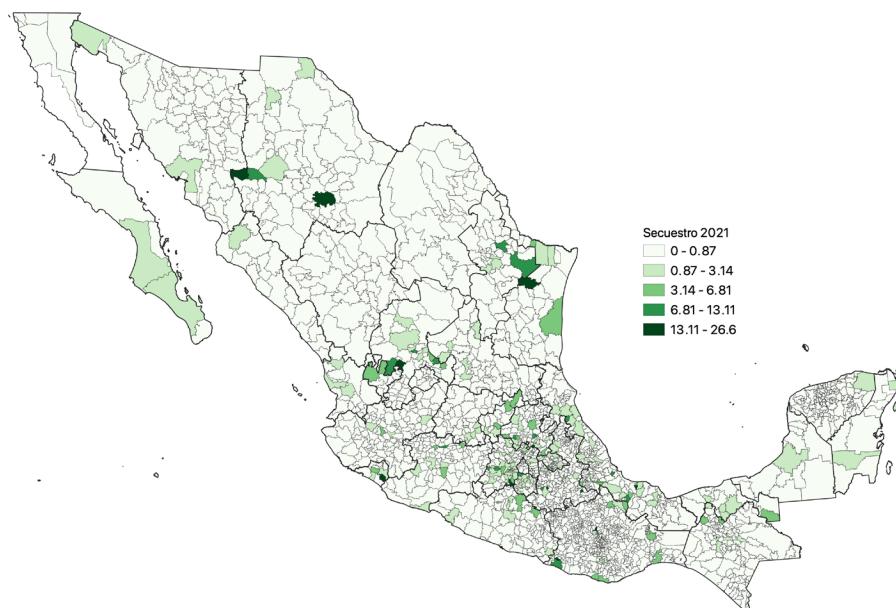 Secuestro 2021
0 - 0.87
0.87 - 3.14
3.14 - 6.81
6.81 - 13.11
13.11 - 26.6